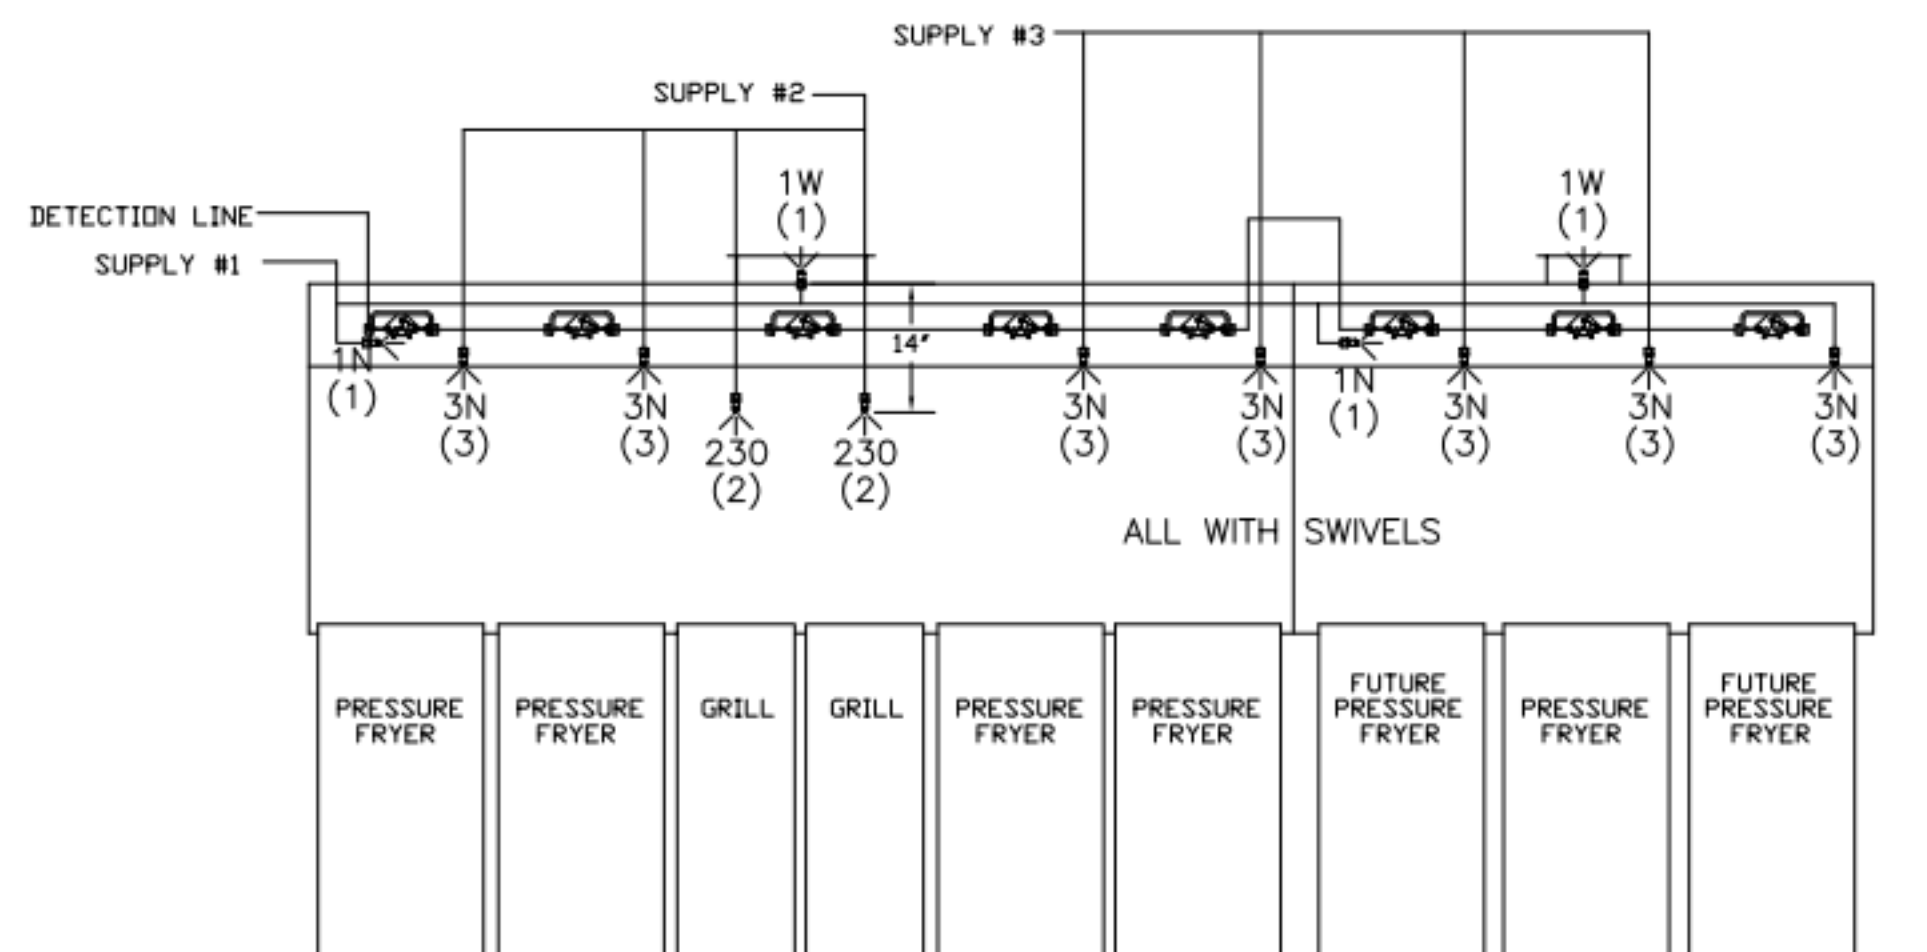 SUPPLY #3
SUPPLY #2
1W
(1)
1W
(1)
DETECTION LINE
SUPPLY #1
14"
1N
(1)
3N
(3)
3N
(3)
230
(2)
230
(2)
3N
(3)
3N
(3)
1N
(1)
3N
(3)
3N
(3)
3N
(3)
ALL WITH SWIVELS
PRESSURE
FRYER
PRESSURE
FRYER
GRILL
GRILL
PRESSURE
FRYER
PRESSURE
FRYER
FUTURE
PRESSURE
FRYER
PRESSURE
FRYER
FUTURE
PRESSURE
FRYER